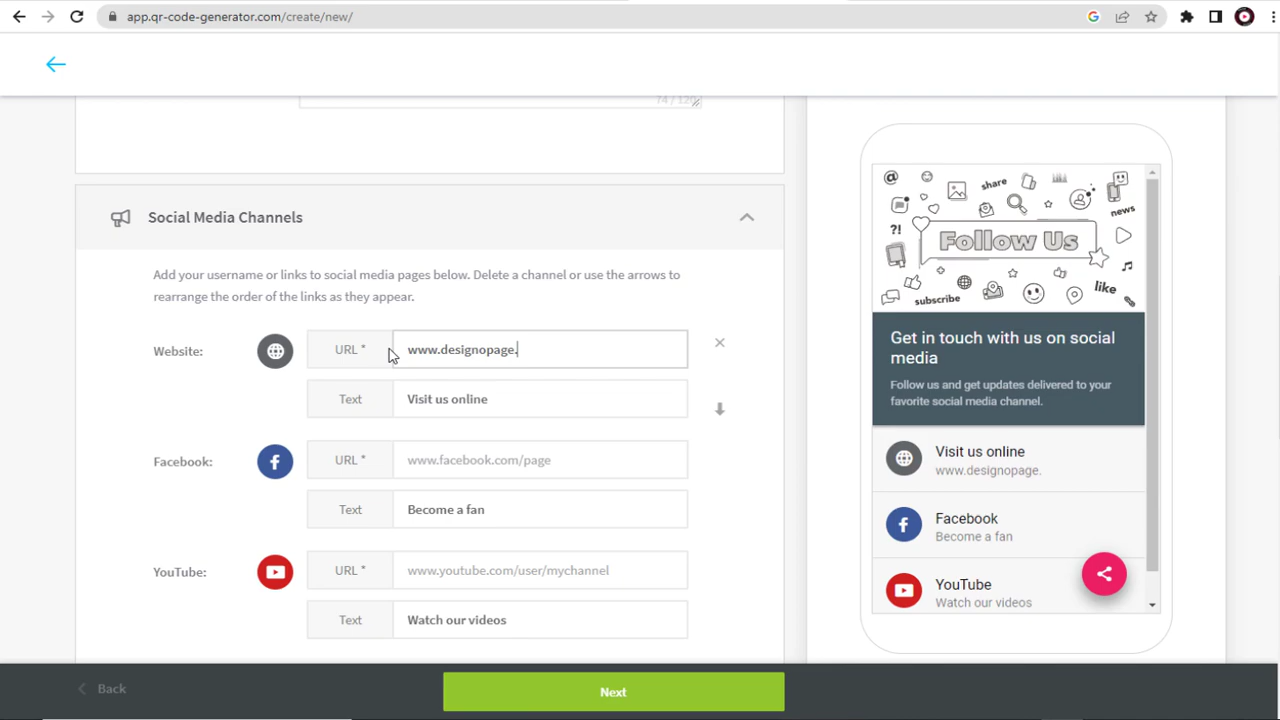 app.qr-code-generator.com/create/new/
74 / 120
Social Media Channels
Add your username or links to social media pages below. Delete a channel or use the arrows to
rearrange the order of the links as they appear.
Website:
URL *
www.designopage.
Text
Visit us online
Facebook:
URL *
www.facebook.com/page
Text
Become a fan
YouTube:
URL *
www.youtube.com/user/mychannel
Text
Watch our videos
Back
Next
@
share
news
?!
Follow Us
subscribe
like
Get in touch with us on social
media
Follow us and get updates delivered to your
favorite social media channel.
Visit us online
www.designopage.
Facebook
Become a fan
YouTube
Watch our videos